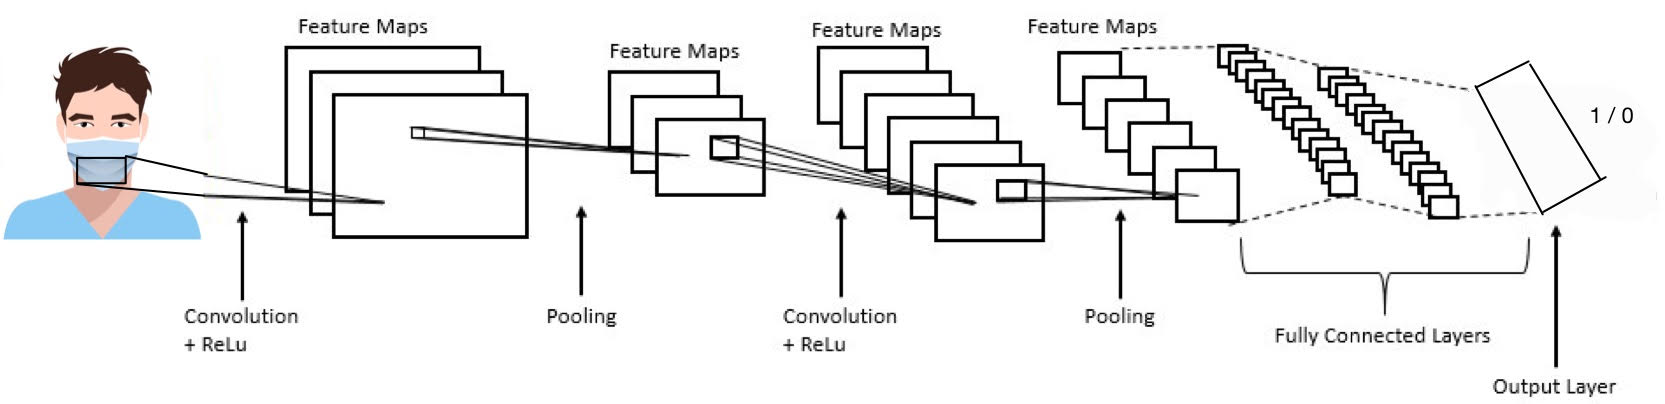 Feature Maps
Feature Maps
Feature Maps
Feature Maps
1 / 0
Convolution
+ ReLu
Pooling
Convolution
+ ReLu
Pooling
Fully Connected Layers
Output Layer